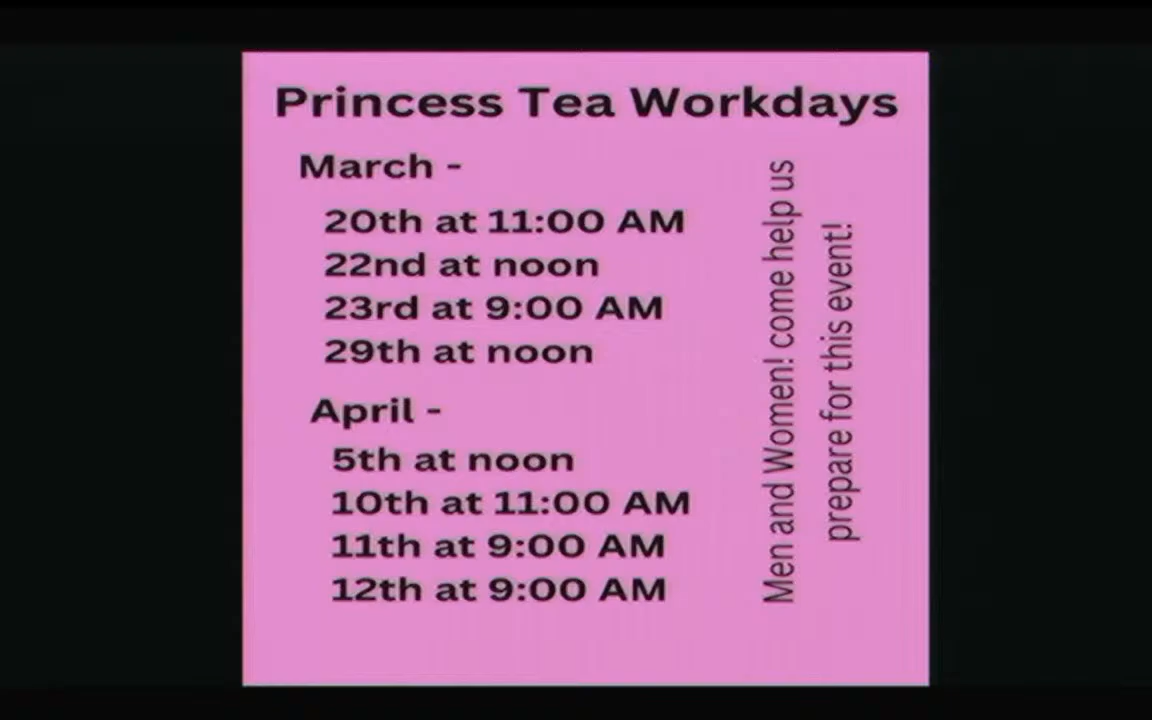 Princess Tea Workdays
March -
20th at 11:00 AM
22nd at noon
23rd at 9:00 AM
29th at noon
April -
5th at noon
10th at 11:00 AM
11th at 9:00 AM
12th at 9:00 AM
Men and Women! come help us
prepare for this event!